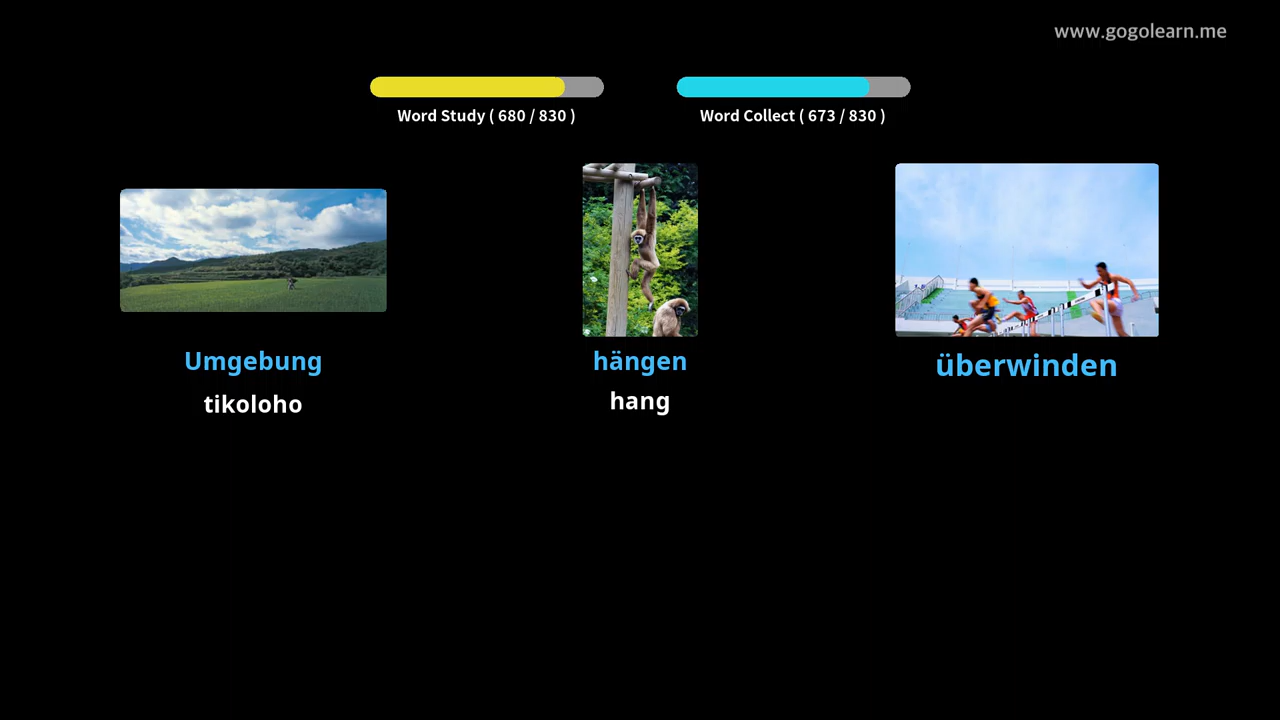 www.gogolearn.me
Word Study ( 680 / 830 )
Word Collect ( 673 / 830 )
Umgebung
tikoloho
hängen
hang
überwinden